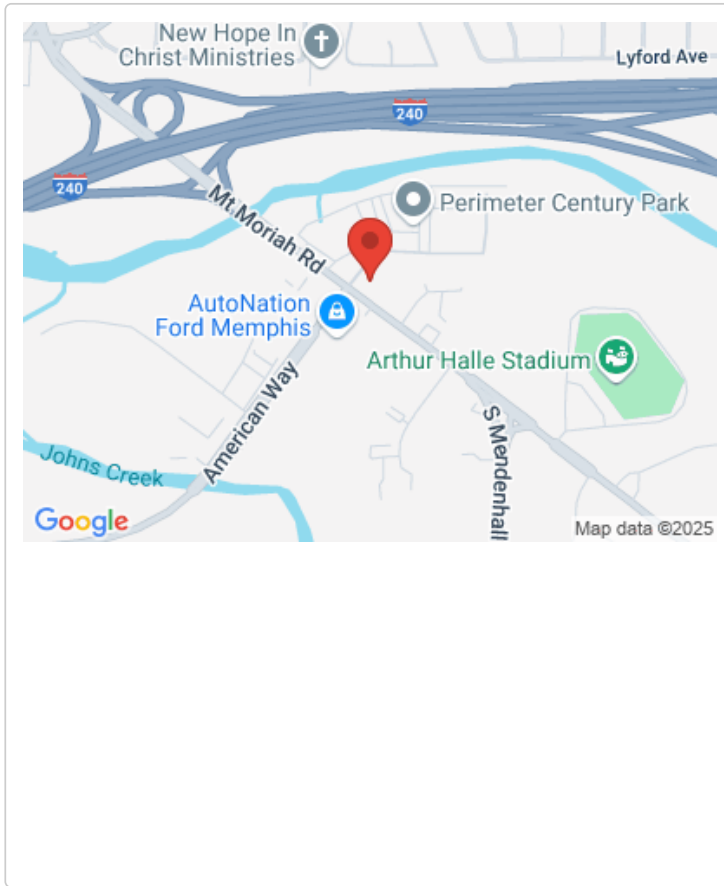 New Hope In
Christ Ministries
Lyford Ave
240
240
Mt Moriah Rd
Perimeter Century Park
AutoNation
Ford Memphis
Arthur Halle Stadium
American Way
S Mendenhall
Johns Creek
Google
Map data ©2025